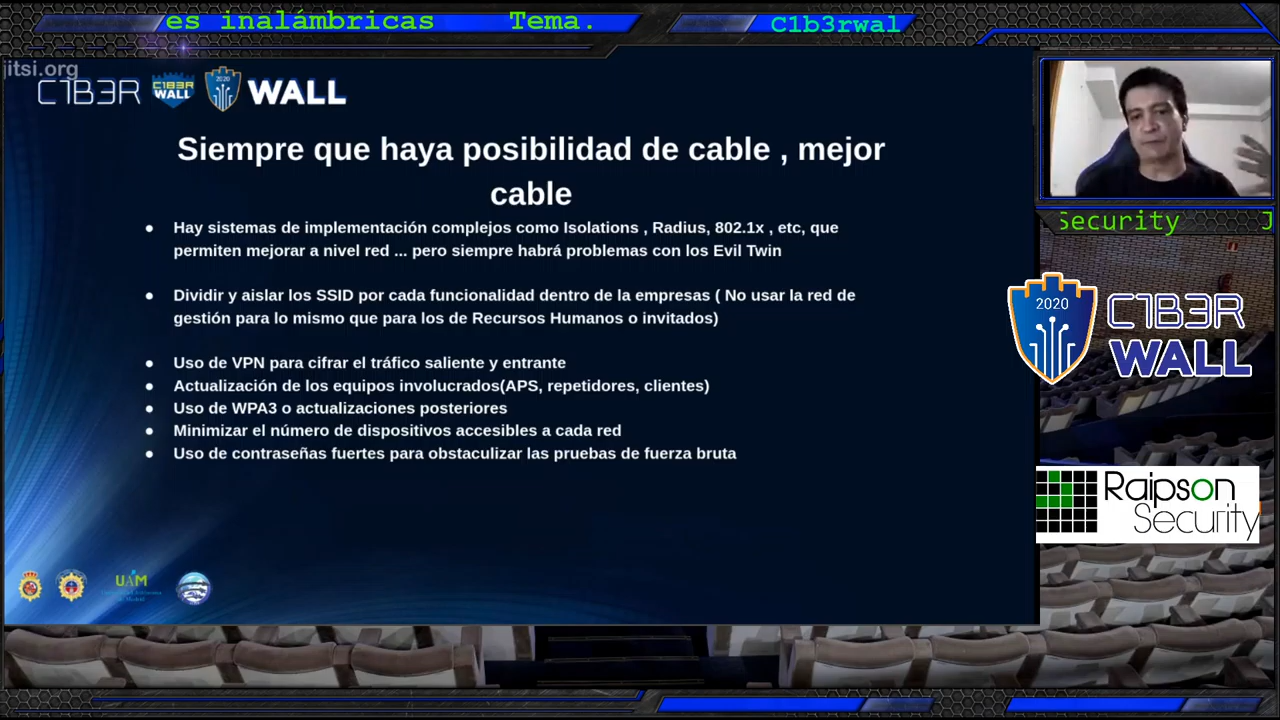 es inalámbricas Tema.
C1b3rwal
jitsi.org
C1B3R
C1B3R
WALL
2020
WALL
Siempre que haya posibilidad de cable , mejor
cable
● Hay sistemas de implementación complejos como Isolations , Radius, 802.1x , etc, que
permiten mejorar a nivel red ... pero siempre habrá problemas con los Evil Twin
● Dividir y aislar los SSID por cada funcionalidad dentro de la empresas ( No usar la red de
gestión para lo mismo que para los de Recursos Humanos o invitados)
● Uso de VPN para cifrar el tráfico saliente y entrante
● Actualización de los equipos involucrados(APS, repetidores, clientes)
● Uso de WPA3 o actualizaciones posteriores
● Minimizar el número de dispositivos accesibles a cada red
● Uso de contraseñas fuertes para obstaculizar las pruebas de fuerza bruta
UAM
Security J
2020
C1B3R
WALL
Raipson
Security